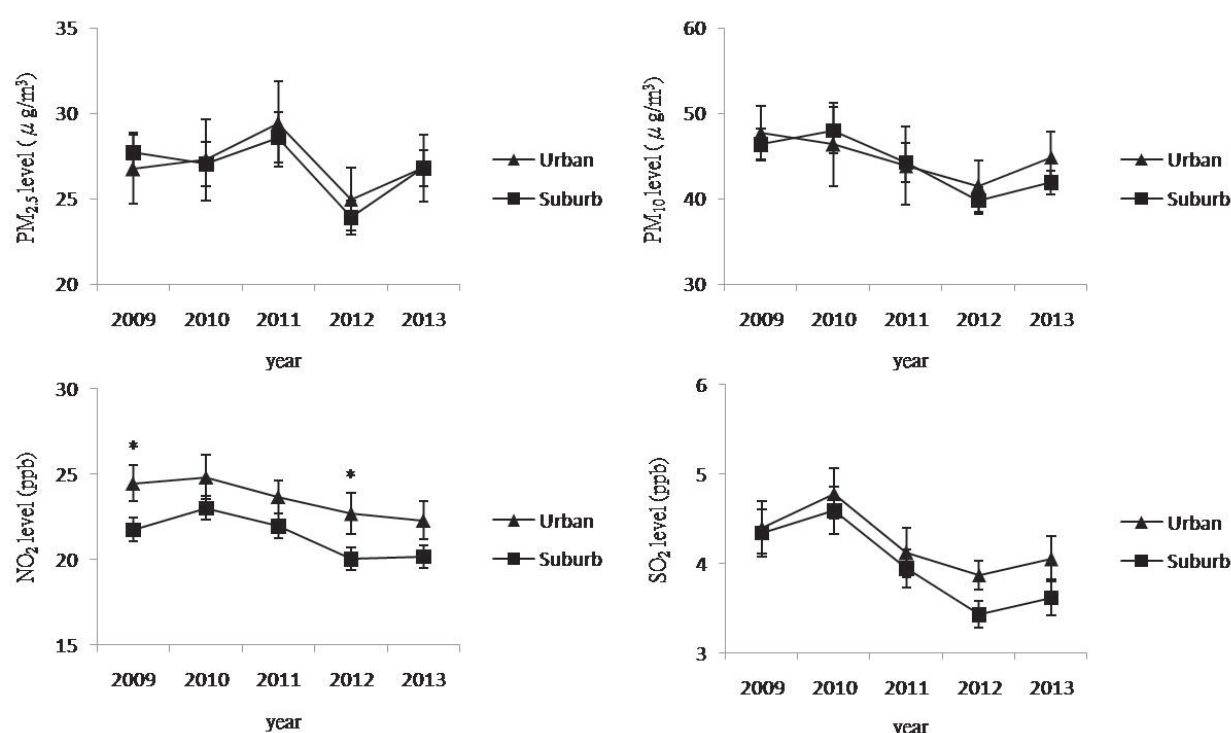 35
30
25
20
PM2.5 level ( μ g/m³)
Urban
Suburb
2009 2010 2011 2012 2013
year
60
50
40
30
PM10 level ( μ g/m³)
Urban
Suburb
2009 2010 2011 2012 2013
year
30
25
20
15
NO2 level (ppb)
*
*
Urban
Suburb
2009 2010 2011 2012 2013
year
6
5
4
3
SO2 level (ppb)
Urban
Suburb
2009 2010 2011 2012 2013
year